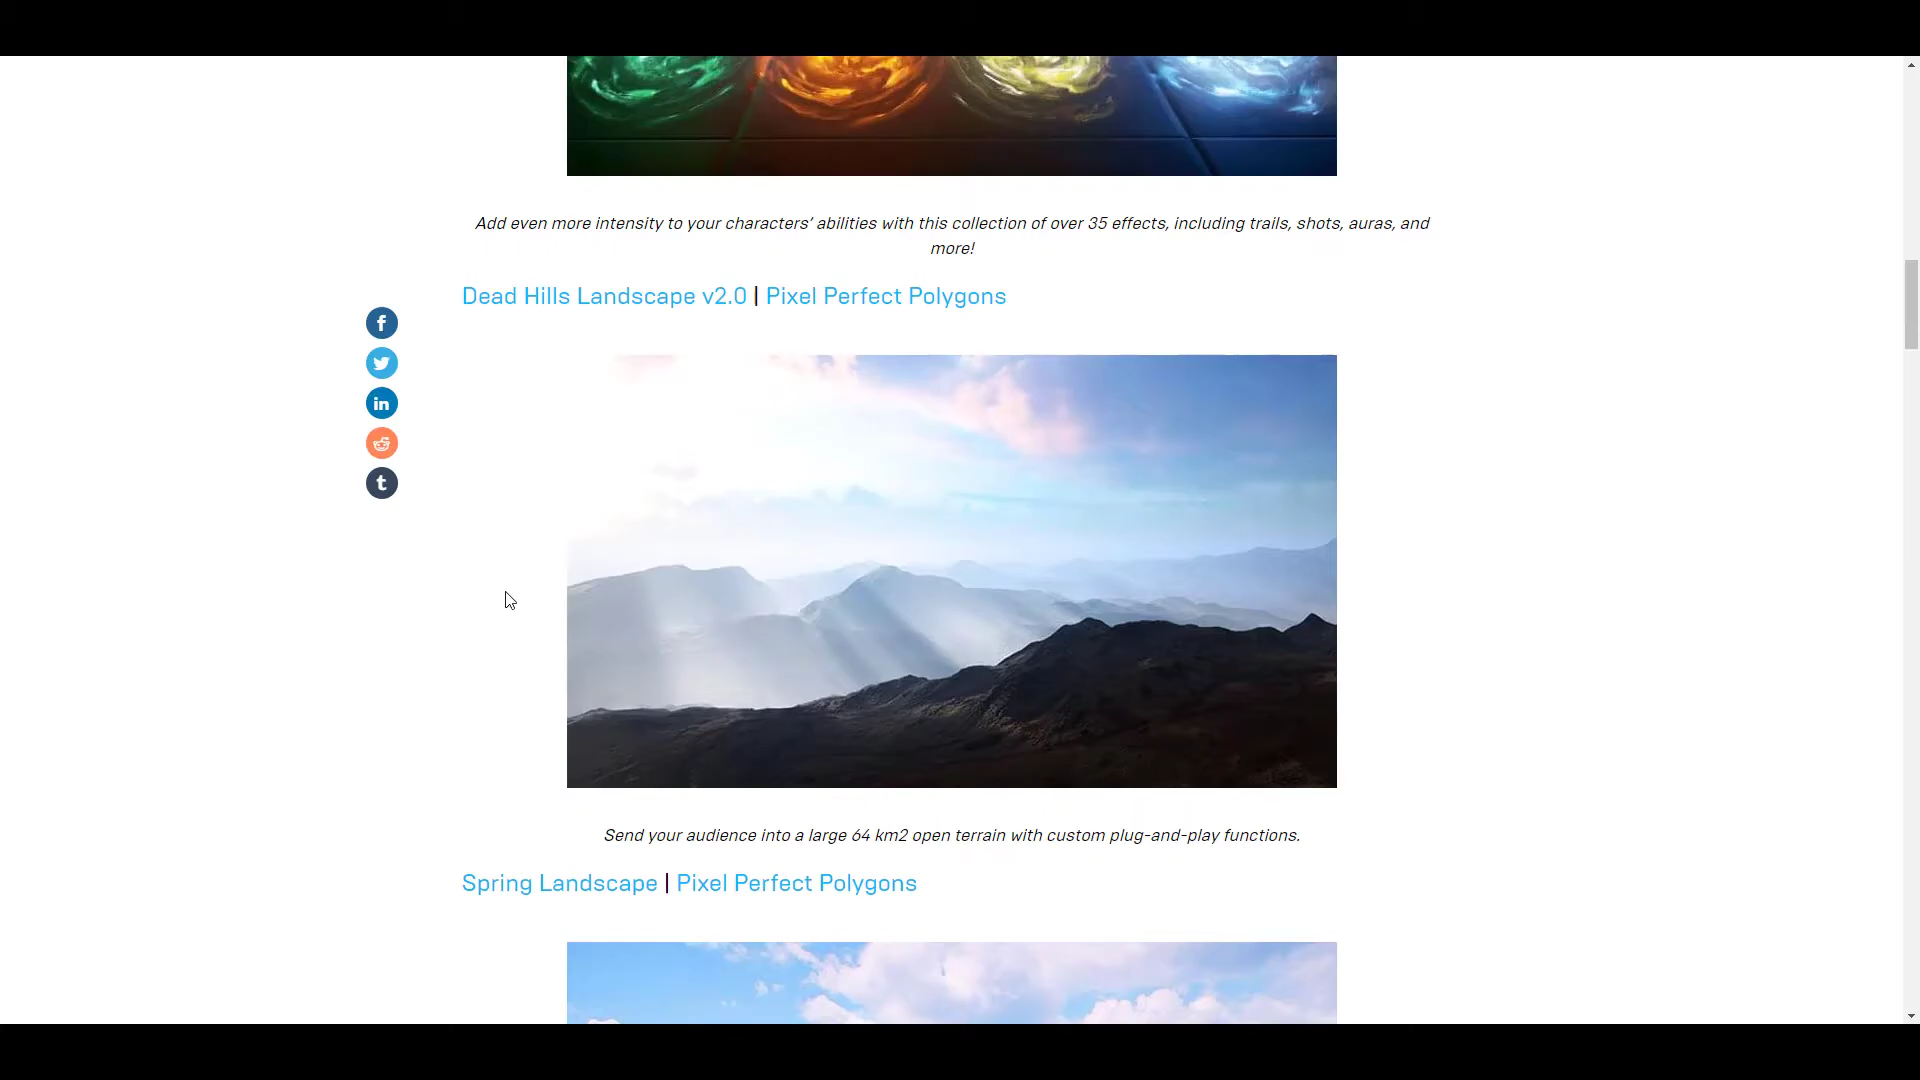 Add even more intensity to your characters’ abilities with this collection of over 35 effects, including trails, shots, auras, and
more!
Dead Hills Landscape v2.0 | Pixel Perfect Polygons
Send your audience into a large 64 km2 open terrain with custom plug-and-play functions.
Spring Landscape | Pixel Perfect Polygons